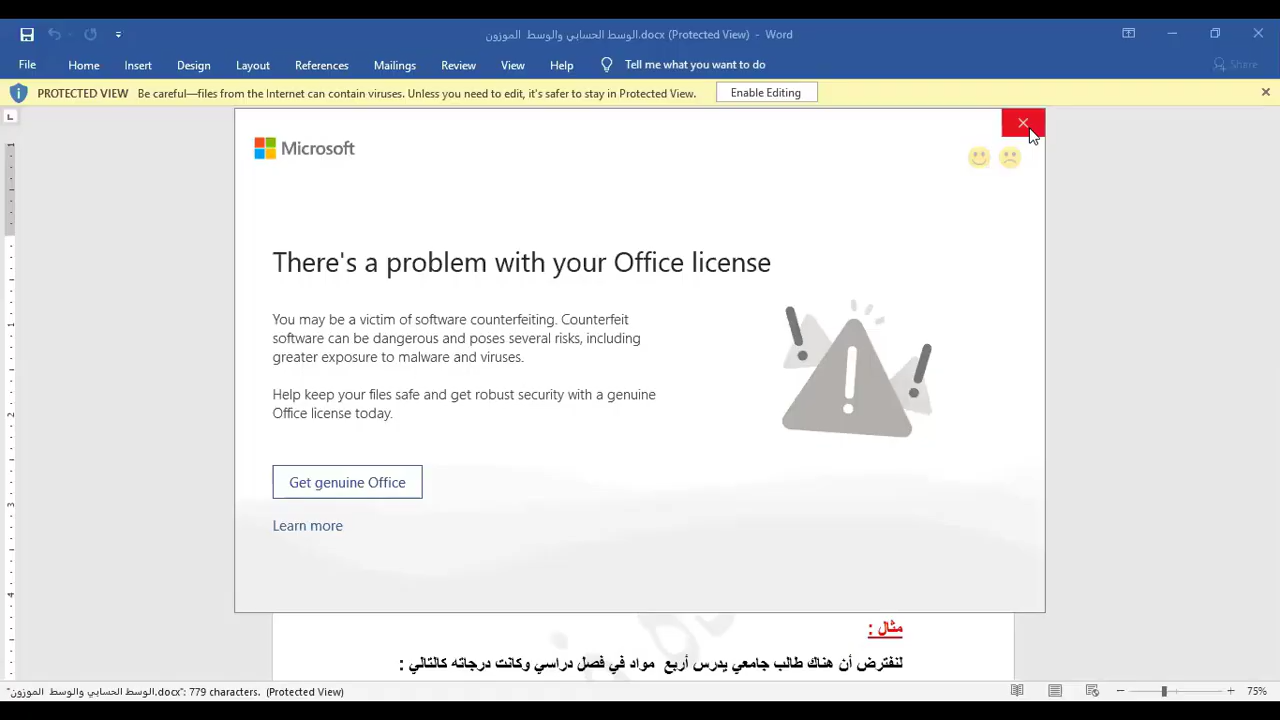 الوسط الحسابي والوسط الموزون.docx (Protected View) - Word
File Home Insert Design Layout References Mailings Review View Help Tell me what you want to do Share
PROTECTED VIEW Be careful—files from the Internet can contain viruses. Unless you need to edit, it's safer to stay in Protected View. Enable Editing
Microsoft
There's a problem with your Office license
You may be a victim of software counterfeiting. Counterfeit
software can be dangerous and poses several risks, including
greater exposure to malware and viruses.
Help keep your files safe and get robust security with a genuine
Office license today.
Get genuine Office
Learn more
مثال :
لنفترض أن هناك طالب جامعي يدرس أربع مواد في فصل دراسي وكانت درجاته كالتالي :
"الوسط الحسابي والوسط الموزون.docx": 779 characters. (Protected View) 75%
1
1
2
3
4